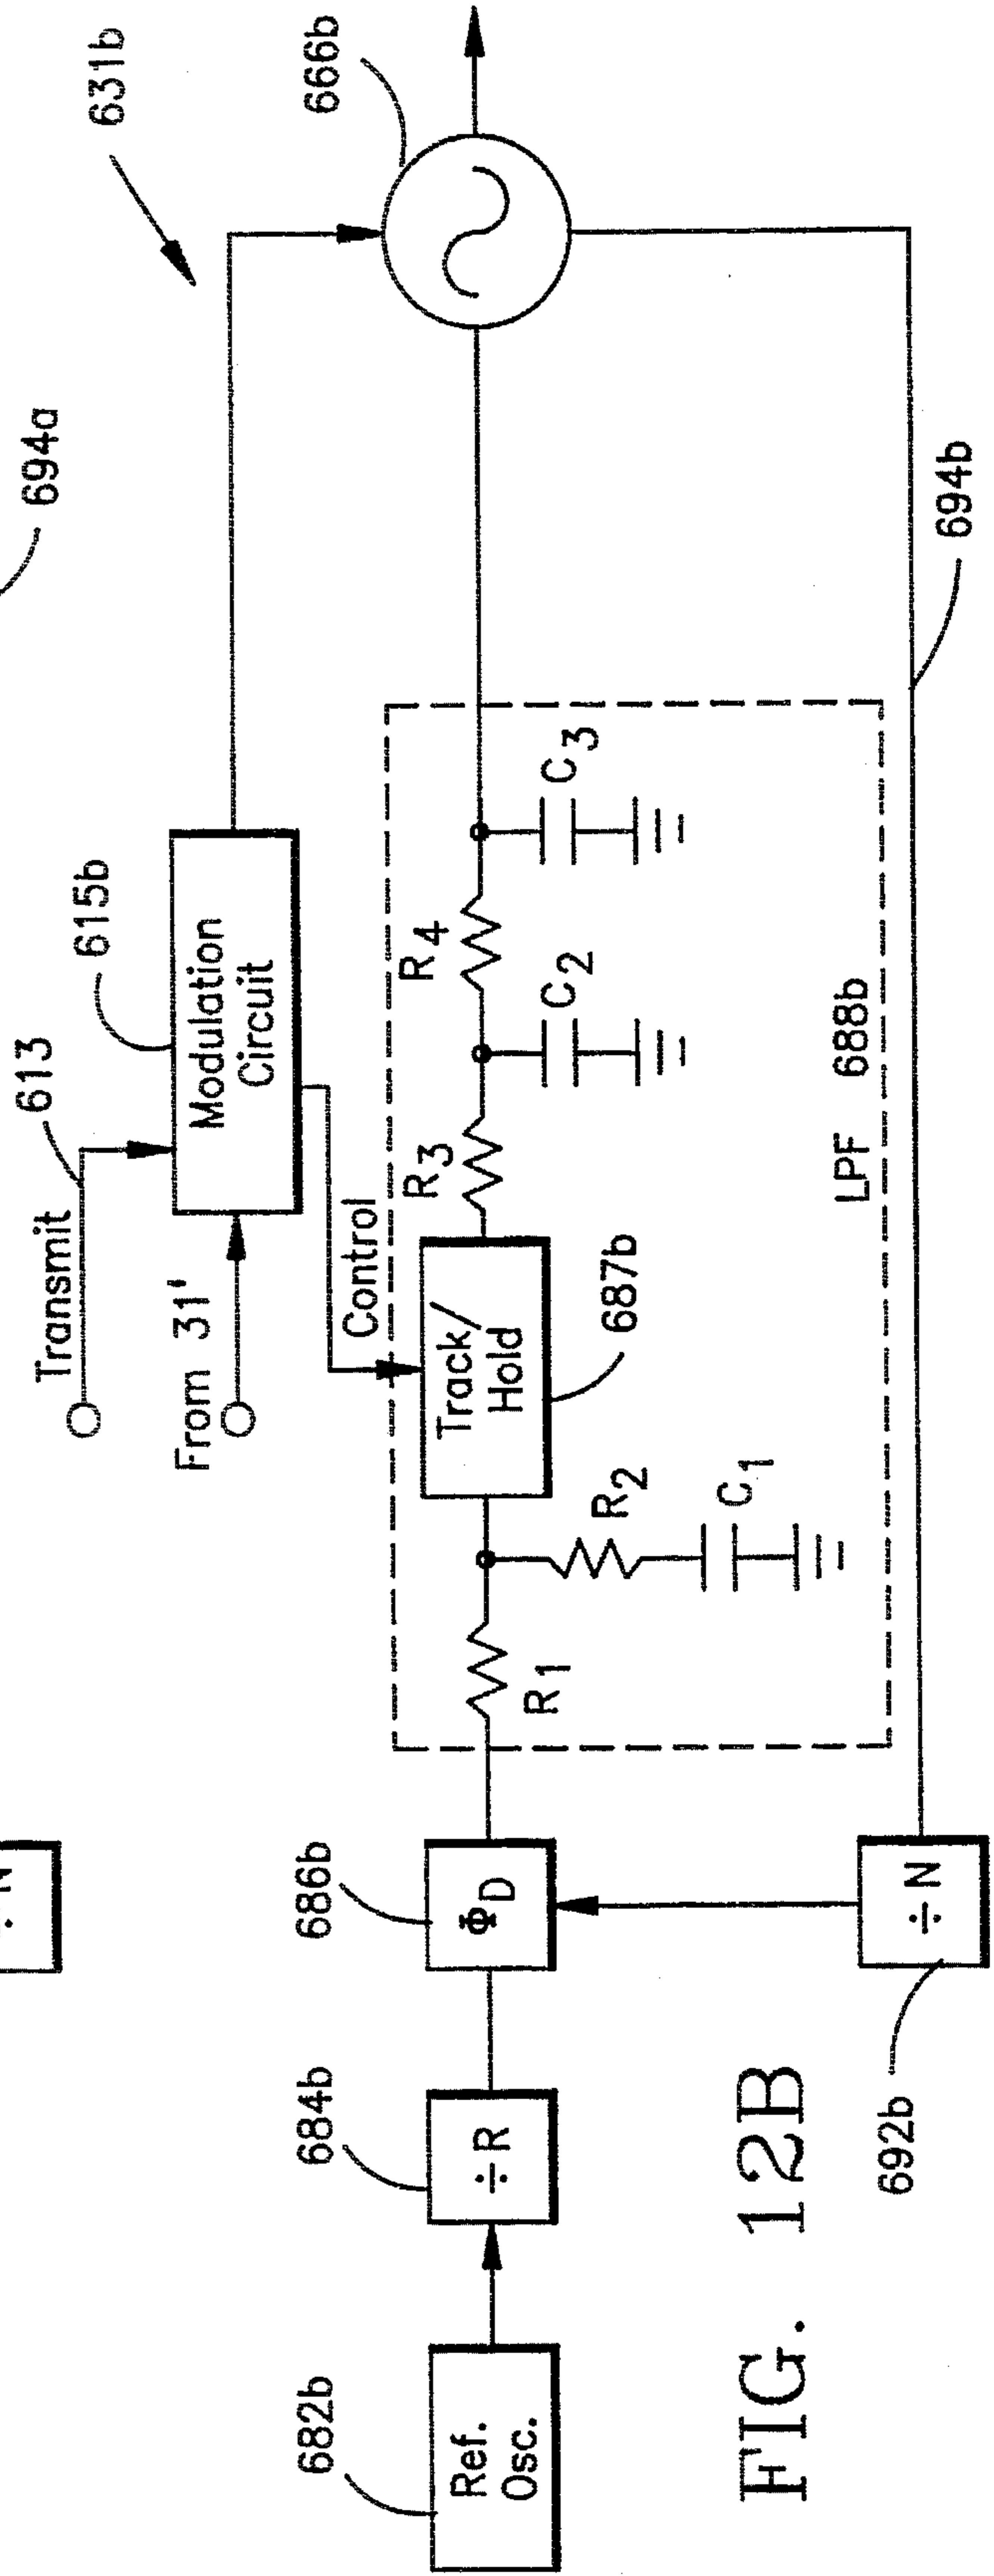 694a
÷ N
631b
666b
Transmit
613
615b
From 31'
Modulation
Circuit
Control
Track/
Hold
687b
R1
R2
C1
R3
C2
R4
C3
LPF 688b
694b
682b
Ref.
Osc.
684b
÷R
686b
ΦD
÷N
692b
FIG. 12B